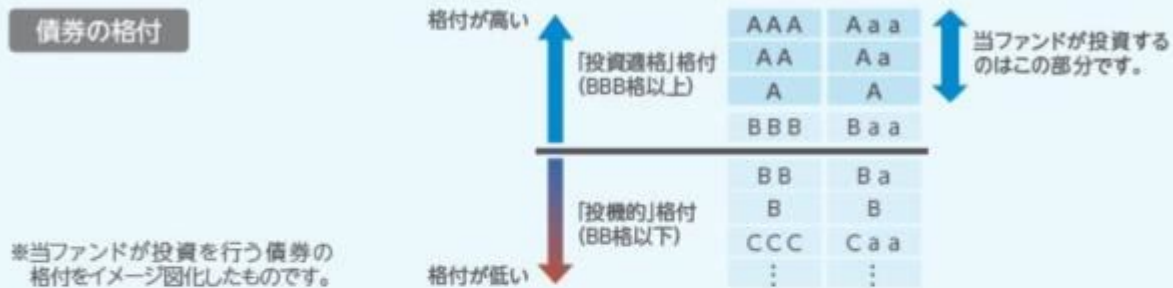 債券の格付
格付が高い
「投資適格」格付
(BBB格以上)
AAA Aaa
AA Aa
A A
BBB Baa
当ファンドが投資する
のはこの部分です。
「投機的」格付
(BB格以下)
BB Ba
B B
CCC Caa
⋮ ⋮
格付が低い
※当ファンドが投資を行う債券の
格付をイメージ図化したものです。